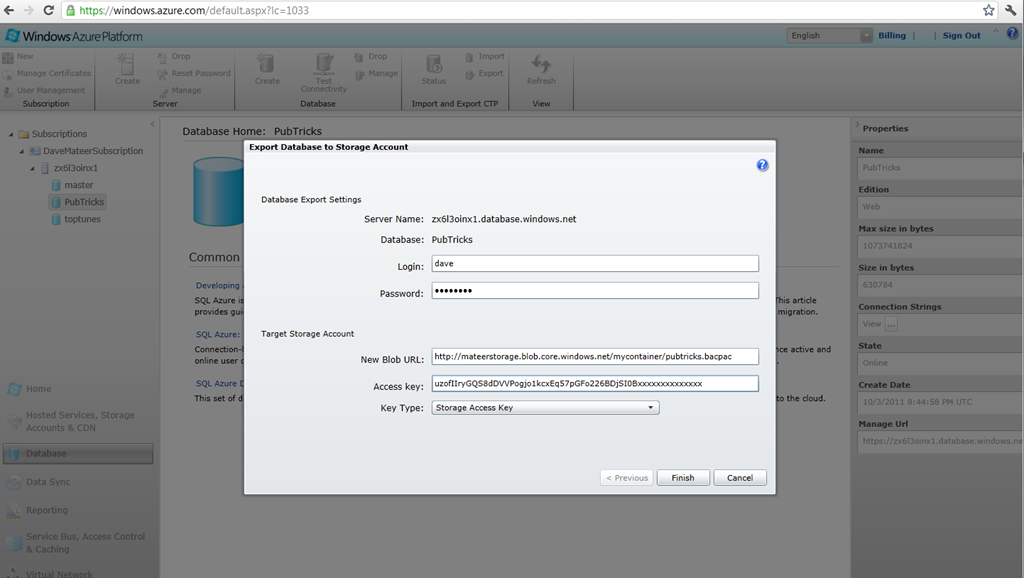 https://windows.azure.com/default.aspx?lc=1033
Windows Azure Platform
English
Billing
Sign Out
New
Manage Certificates
User Management
Subscription
Create
Drop
Reset Password
Manage
Server
Create
Test Connectivity
Drop
Manage
Database
Status
Import
Export
Import and Export CTP
Refresh
View
Subscriptions
DaveMateerSubscription
zx6l3oinx1
master
PubTricks
toptunes
Home
Hosted Services, Storage
Accounts & CDN
Database
Data Sync
Reporting
Service Bus, Access Control
& Caching
Virtual Network
Database Home: PubTricks
Common
Developing
SQL Azure is
provides gui
This article
migration.
SQL Azure:
Connection-l
online user c
nce active and
SQL Azure D
This set of d
to the cloud.
Export Database to Storage Account
Database Export Settings
Server Name: zx6l3oinx1.database.windows.net
Database: PubTricks
Login: dave
Password: ••••••••
Target Storage Account
New Blob URL: http://mateerstorage.blob.core.windows.net/mycontainer/pubtricks.bacpac
Access key: uzofIIryGQS8dDVVPogjo1kcxEq57pGFo226BDjSI0Bxxxxxxxxxxxxxx
Key Type: Storage Access Key
< Previous
Finish
Cancel
Properties
Name
PubTricks
Edition
Web
Max size in bytes
1073741824
Size in bytes
630784
Connection Strings
View ...
State
Online
Create Date
10/3/2011 8:44:58 PM UTC
Manage Url
https://zx6l3oinx1.database.windows.ne